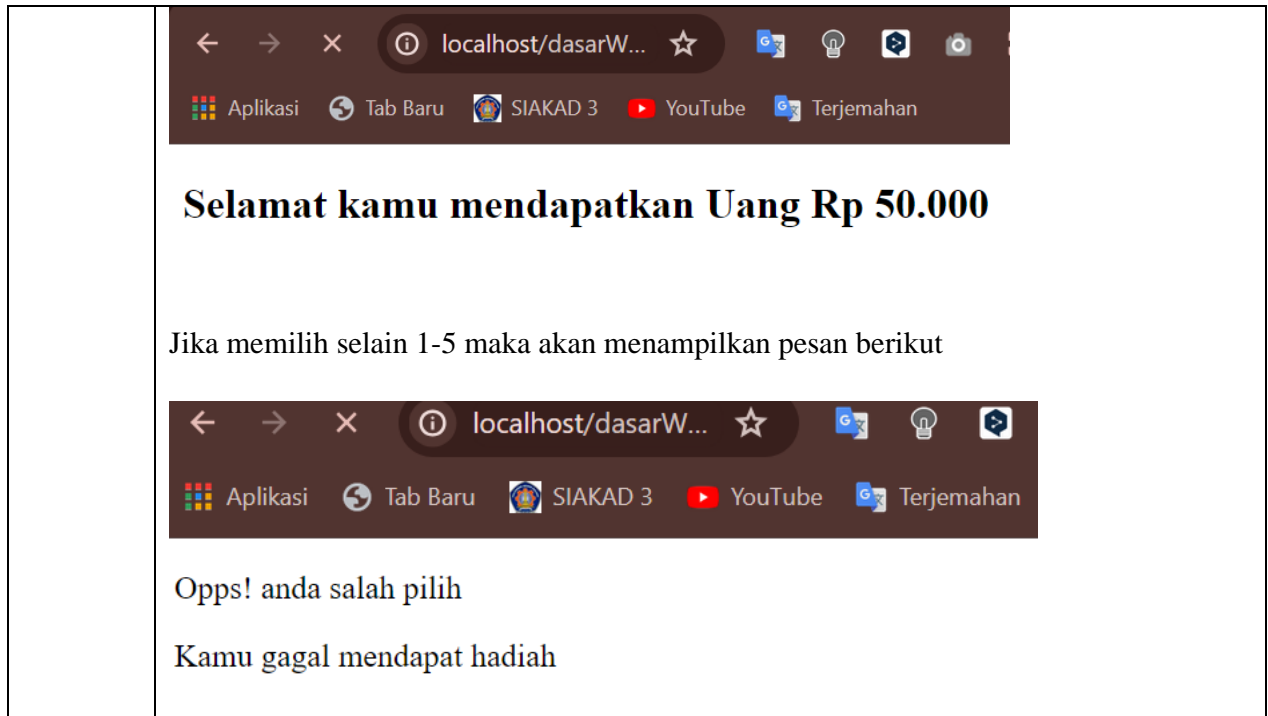 localhost/dasarW...
Aplikasi Tab Baru SIAKAD 3 YouTube Terjemahan
Selamat kamu mendapatkan Uang Rp 50.000
Jika memilih selain 1-5 maka akan menampilkan pesan berikut
localhost/dasarW...
Aplikasi Tab Baru SIAKAD 3 YouTube Terjemahan
Opps! anda salah pilih
Kamu gagal mendapat hadiah